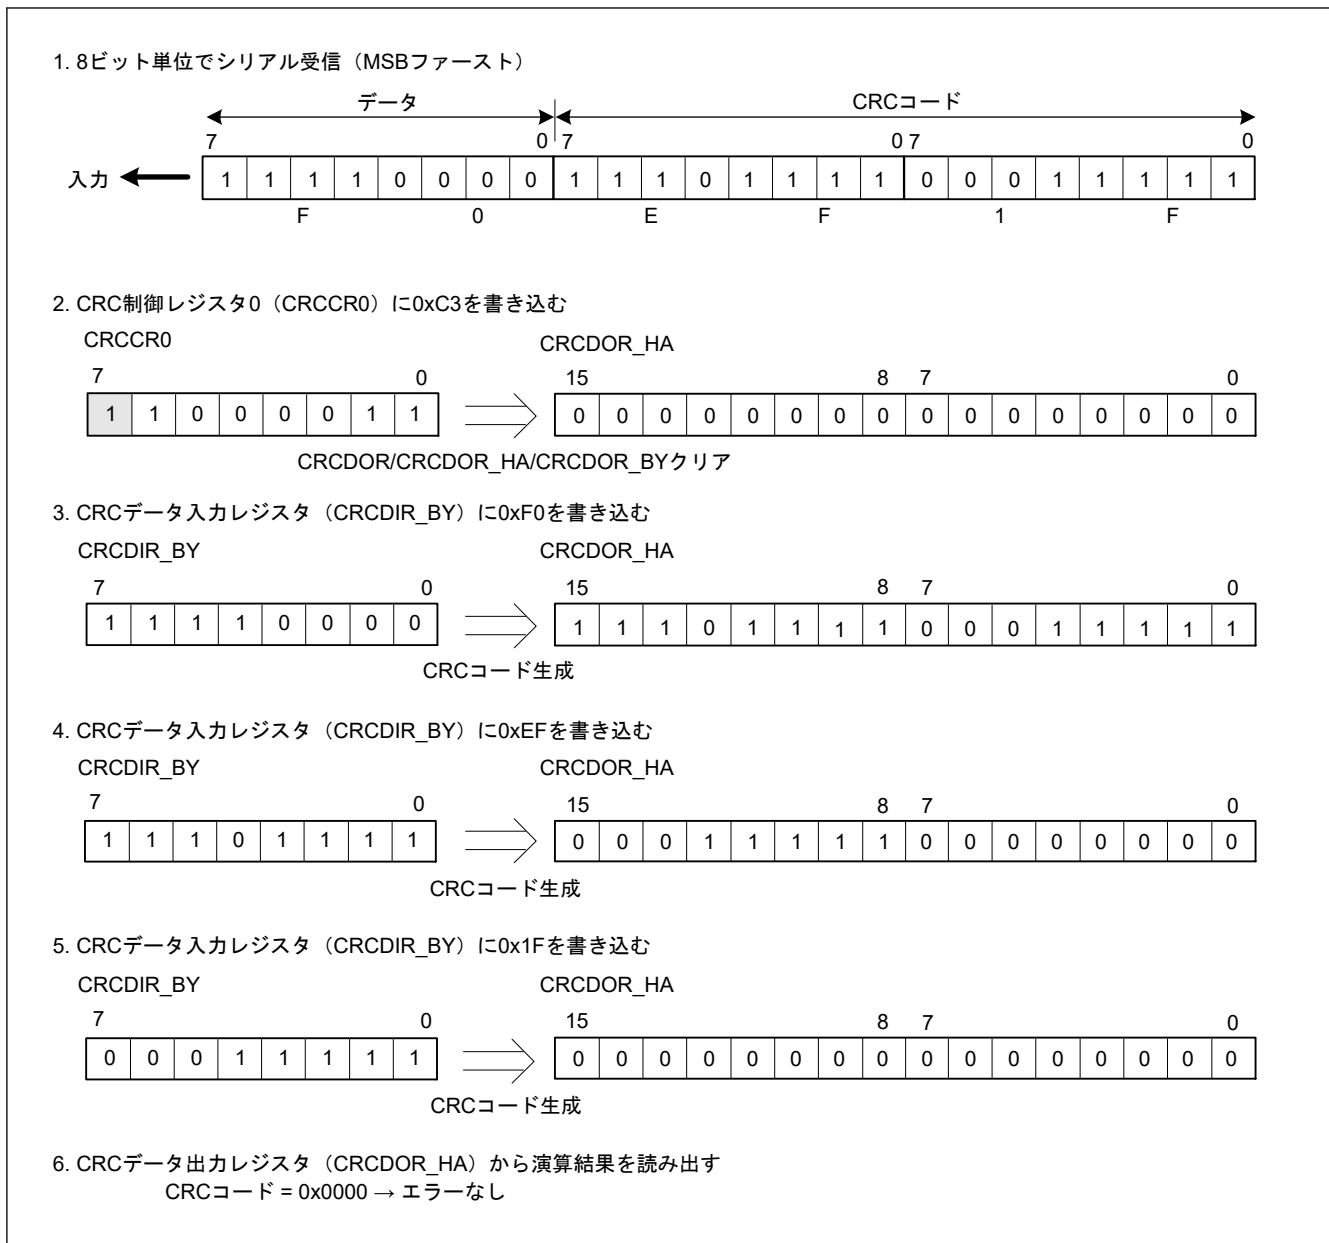 1. 8ビット単位でシリアル受信（MSBファースト）
データ CRCコード
7 0 7 0 7 0
入力 1 1 1 1 0 0 0 0 1 1 1 0 1 1 1 1 0 0 0 1 1 1 1 1
F 0 E F 1 F
2. CRC制御レジスタ0（CRCCR0）に0xC3を書き込む
CRCCR0 CRCDOR_HA
7 0 15 8 7 0
1 1 0 0 0 0 1 1 0 0 0 0 0 0 0 0 0 0 0 0 0 0 0 0
CRCDOR/CRCDOR_HA/CRCDOR_BYクリア
3. CRCデータ入力レジスタ（CRCDIR_BY）に0xF0を書き込む
CRCDIR_BY CRCDOR_HA
7 0 15 8 7 0
1 1 1 1 0 0 0 0 1 1 1 0 1 1 1 1 0 0 0 1 1 1 1 1
CRCコード生成
4. CRCデータ入力レジスタ（CRCDIR_BY）に0xEFを書き込む
CRCDIR_BY CRCDOR_HA
7 0 15 8 7 0
1 1 1 0 1 1 1 1 0 0 0 1 1 1 1 1 0 0 0 0 0 0 0 0
CRCコード生成
5. CRCデータ入力レジスタ（CRCDIR_BY）に0x1Fを書き込む
CRCDIR_BY CRCDOR_HA
7 0 15 8 7 0
0 0 0 1 1 1 1 1 0 0 0 0 0 0 0 0 0 0 0 0 0 0 0 0
CRCコード生成
6. CRCデータ出力レジスタ（CRCDOR_HA）から演算結果を読み出す
CRCコード = 0x0000 → エラーなし